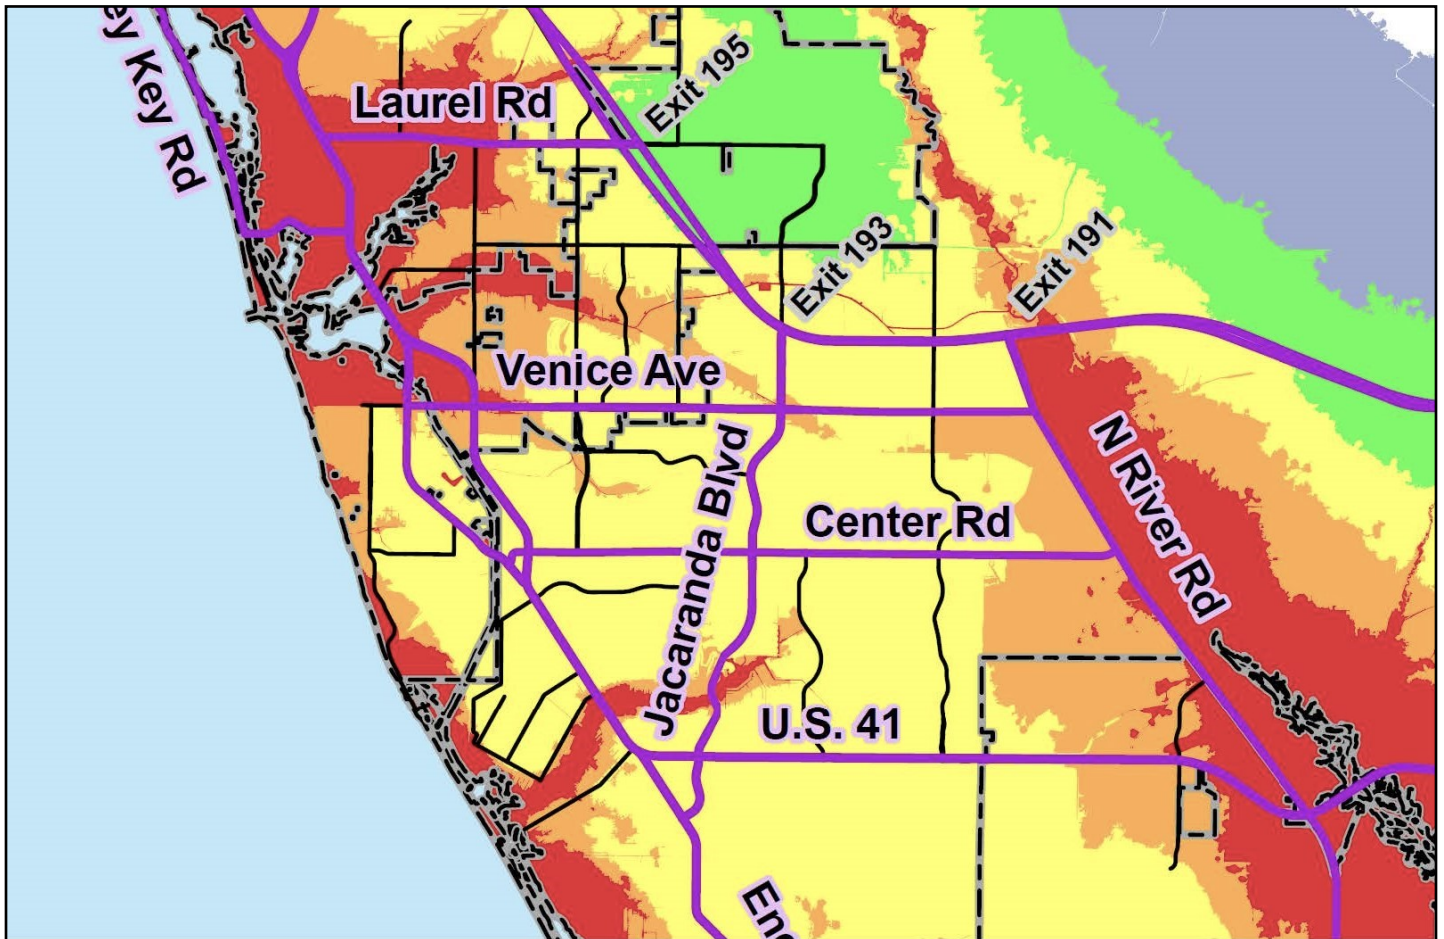 ey Key Rd
Laurel Rd
Exit 195
Exit 193
Exit 191
Venice Ave
Jacaranda Blvd
Center Rd
N River Rd
U.S. 41
Eng